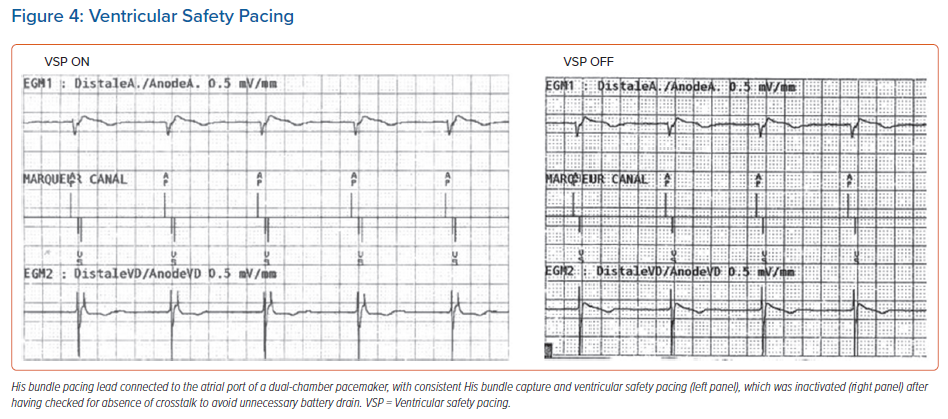 Figure 4: Ventricular Safety Pacing
VSP ON
EGM1 : DistaleA./AnodeA. 0.5 mV/mm
MARQUEUR CANAL
A P A P A P A P
EGM2 : DistaleVD/AnodeVD 0.5 mV/mm
VSP OFF
EGM1 : DistaleA./AnodeA. 0.5 mV/mm
MARQUEUR CANAL
A P A P A P
EGM2 : DistaleVD/AnodeVD 0.5 mV/mm
His bundle pacing lead connected to the atrial port of a dual-chamber pacemaker, with consistent His bundle capture and ventricular safety pacing (left panel), which was inactivated (right panel) after
having checked for absence of crosstalk to avoid unnecessary battery drain. VSP = Ventricular safety pacing.